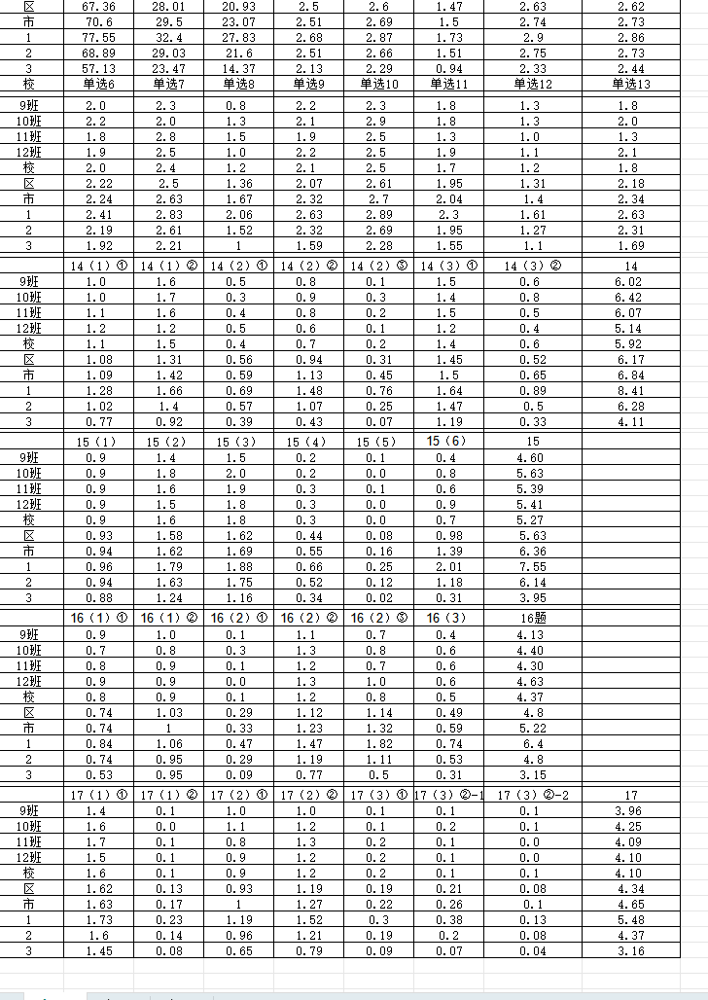 区 67.36 28.01 20.93 2.5 2.6 1.47 2.63 2.62
市 70.6 29.5 23.07 2.51 2.69 1.5 2.74 2.73
1 77.55 32.4 27.83 2.68 2.87 1.73 2.9 2.86
2 68.89 29.03 21.6 2.51 2.66 1.51 2.75 2.73
3 57.13 23.47 14.37 2.13 2.29 0.94 2.33 2.44
校 单选6 单选7 单选8 单选9 单选10 单选11 单选12 单选13
9班 2.0 2.3 0.8 2.2 2.3 1.8 1.3 1.8
10班 2.2 2.0 1.3 2.1 2.9 1.8 1.3 2.0
11班 1.8 2.8 1.5 1.9 2.5 1.3 1.0 1.3
12班 1.9 2.5 1.0 2.2 2.5 1.9 1.1 2.1
校 2.0 2.4 1.2 2.1 2.5 1.7 1.2 1.8
区 2.22 2.5 1.36 2.07 2.61 1.95 1.31 2.18
市 2.24 2.63 1.67 2.32 2.7 2.04 1.4 2.34
1 2.41 2.83 2.06 2.63 2.89 2.3 1.61 2.63
2 2.19 2.61 1.52 2.32 2.69 1.95 1.27 2.31
3 1.92 2.21 1 1.59 2.28 1.55 1.1 1.69
14（1）① 14（1）② 14（2）① 14（2）② 14（2）③ 14（3）① 14（3）② 14
9班 1.0 1.6 0.5 0.8 0.1 1.5 0.6 6.02
10班 1.0 1.7 0.3 0.9 0.3 1.4 0.8 6.42
11班 1.1 1.6 0.4 0.8 0.2 1.5 0.5 6.07
12班 1.2 1.2 0.5 0.6 0.1 1.2 0.4 5.14
校 1.1 1.5 0.4 0.7 0.2 1.4 0.6 5.92
区 1.08 1.31 0.56 0.94 0.31 1.45 0.52 6.17
市 1.09 1.42 0.59 1.13 0.45 1.5 0.65 6.84
1 1.28 1.66 0.69 1.48 0.76 1.64 0.89 8.41
2 1.02 1.4 0.57 1.07 0.25 1.47 0.5 6.28
3 0.77 0.92 0.39 0.43 0.07 1.19 0.33 4.11
15（1） 15（2） 15（3） 15（4） 15（5） 15（6） 15
9班 0.9 1.4 1.5 0.2 0.1 0.4 4.60
10班 0.9 1.8 2.0 0.2 0.0 0.8 5.63
11班 0.9 1.6 1.9 0.3 0.1 0.6 5.39
12班 0.9 1.5 1.8 0.3 0.0 0.9 5.41
校 0.9 1.6 1.8 0.3 0.0 0.7 5.27
区 0.93 1.58 1.62 0.44 0.08 0.98 5.63
市 0.94 1.62 1.69 0.55 0.16 1.39 6.36
1 0.96 1.79 1.88 0.66 0.25 2.01 7.55
2 0.94 1.63 1.75 0.52 0.12 1.18 6.14
3 0.88 1.24 1.16 0.34 0.02 0.31 3.95
16（1）① 16（1）② 16（2）① 16（2）② 16（2）③ 16（3） 16题
9班 0.9 1.0 0.1 1.1 0.7 0.4 4.13
10班 0.7 0.8 0.3 1.3 0.8 0.6 4.40
11班 0.8 0.9 0.1 1.2 0.7 0.6 4.30
12班 0.9 0.9 0.0 1.3 1.0 0.6 4.63
校 0.8 0.9 0.1 1.2 0.8 0.5 4.37
区 0.74 1.03 0.29 1.12 1.14 0.49 4.8
市 0.74 1 0.33 1.23 1.32 0.59 5.22
1 0.84 1.06 0.47 1.47 1.82 0.74 6.4
2 0.74 0.95 0.29 1.19 1.11 0.53 4.8
3 0.53 0.95 0.09 0.77 0.5 0.31 3.15
17（1）① 17（1）② 17（2）① 17（2）② 17（3）① 17（3）②-1 17（3）②-2 17
9班 1.4 0.1 1.0 1.0 0.1 0.1 0.1 3.96
10班 1.6 0.0 1.1 1.2 0.1 0.2 0.1 4.25
11班 1.7 0.1 0.8 1.3 0.2 0.1 0.0 4.09
12班 1.5 0.1 0.9 1.2 0.2 0.1 0.0 4.10
校 1.6 0.1 0.9 1.2 0.2 0.1 0.1 4.10
区 1.62 0.13 0.93 1.19 0.19 0.21 0.08 4.34
市 1.63 0.17 1 1.27 0.22 0.26 0.1 4.65
1 1.73 0.23 1.19 1.52 0.3 0.38 0.13 5.48
2 1.6 0.14 0.96 1.21 0.19 0.2 0.08 4.37
3 1.45 0.08 0.65 0.79 0.09 0.07 0.04 3.16